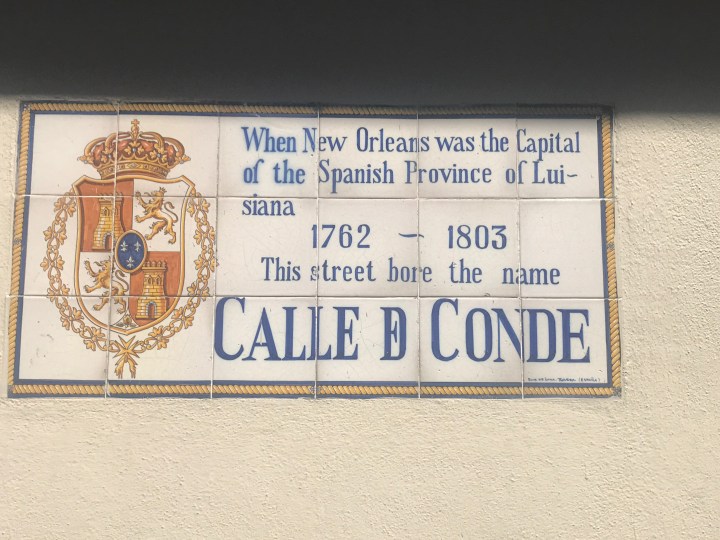 When New Orleans was the Capital
of the Spanish Province of Lui-
siana
1762 - 1803
This street bore the name
CALLE DE CONDE